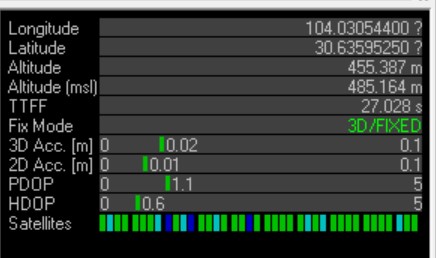 Longitude 104.03054400 ?
Latitude 30.63595250 ?
Altitude 455.387 m
Altitude (msl) 485.164 m
TTFF 27.028 s
Fix Mode 3D/FIXED
3D Acc. [m] 0 0.02 0.1
2D Acc. [m] 0 0.01 0.1
PDOP 0 1.1 5
HDOP 0 0.6 5
Satellites